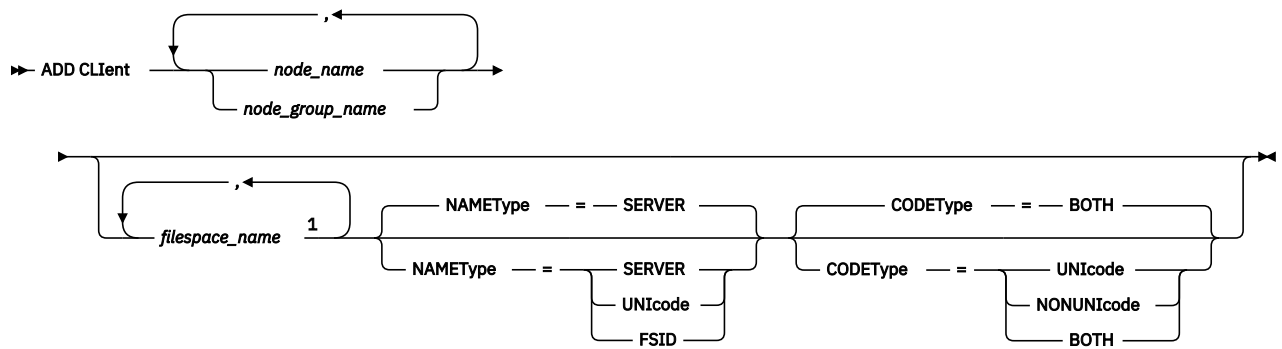 ,
ADD CLIent node_name
node_group_name
,
NAMEType = SERVER CODEType = BOTH
filespace_name 1
NAMEType = SERVER CODEType = UNIcode
UNIcode NONUNIcode
FSID BOTH